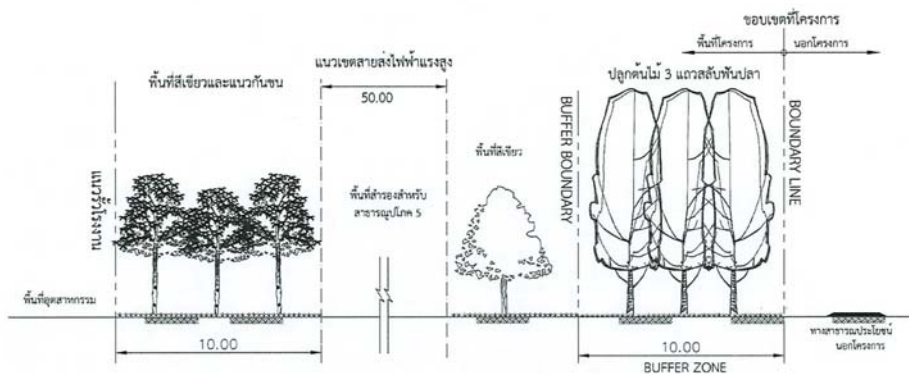 ขอบเขตที่โครงการ
พื้นที่โครงการ
นอกโครงการ
แนวเขตสายส่งไฟฟ้าแรงสูง
พื้นที่สีเขียวและแนวกันชน
ปลูกต้นไม้ 3 แถวสลับฟันปลา
50.00
พื้นที่สีเขียว
แนวรั้วโรงงาน
พื้นที่สำรองสำหรับ
สาธารณูปโภค 5
BUFFER BOUNDARY
BOUNDARY LINE
พื้นที่อุตสาหกรรม
10.00
10.00
BUFFER ZONE
ทางสาธารณประโยชน์
นอกโครงการ